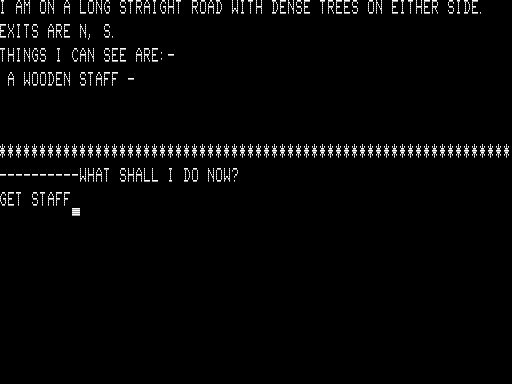 I AM ON A LONG STRAIGHT ROAD WITH DENSE TREES ON EITHER SIDE.
EXITS ARE N, S.
THINGS I CAN SEE ARE:-
A WOODEN STAFF -
****************************************************************
----------WHAT SHALL I DO NOW?
GET STAFF